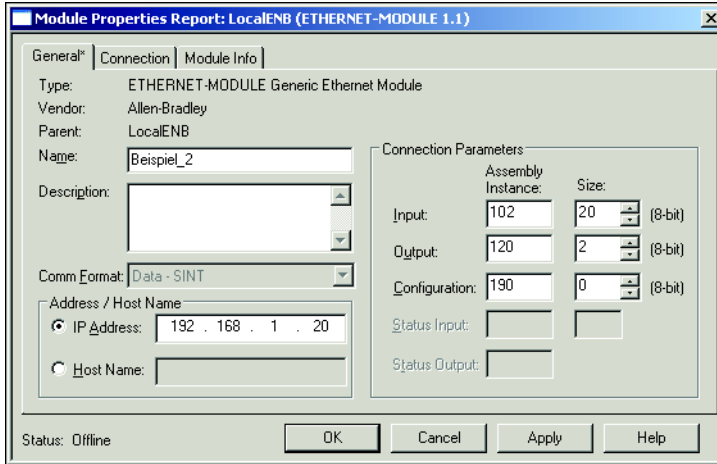 Module Properties Report: LocalENB (ETHERNET-MODULE 1.1)
General* Connection Module Info
Type: ETHERNET-MODULE Generic Ethernet Module
Vendor: Allen-Bradley
Parent: LocalENB
Name: Beispiel_2
Description:
Comm Format: Data - SINT
Address / Host Name
IP Address: 192 . 168 . 1 . 20
Host Name:
Connection Parameters
Assembly Instance: Size:
Input: 102 20 (8-bit)
Output: 120 2 (8-bit)
Configuration: 190 0 (8-bit)
Status Input:
Status Output:
Status: Offline
OK Cancel Apply Help